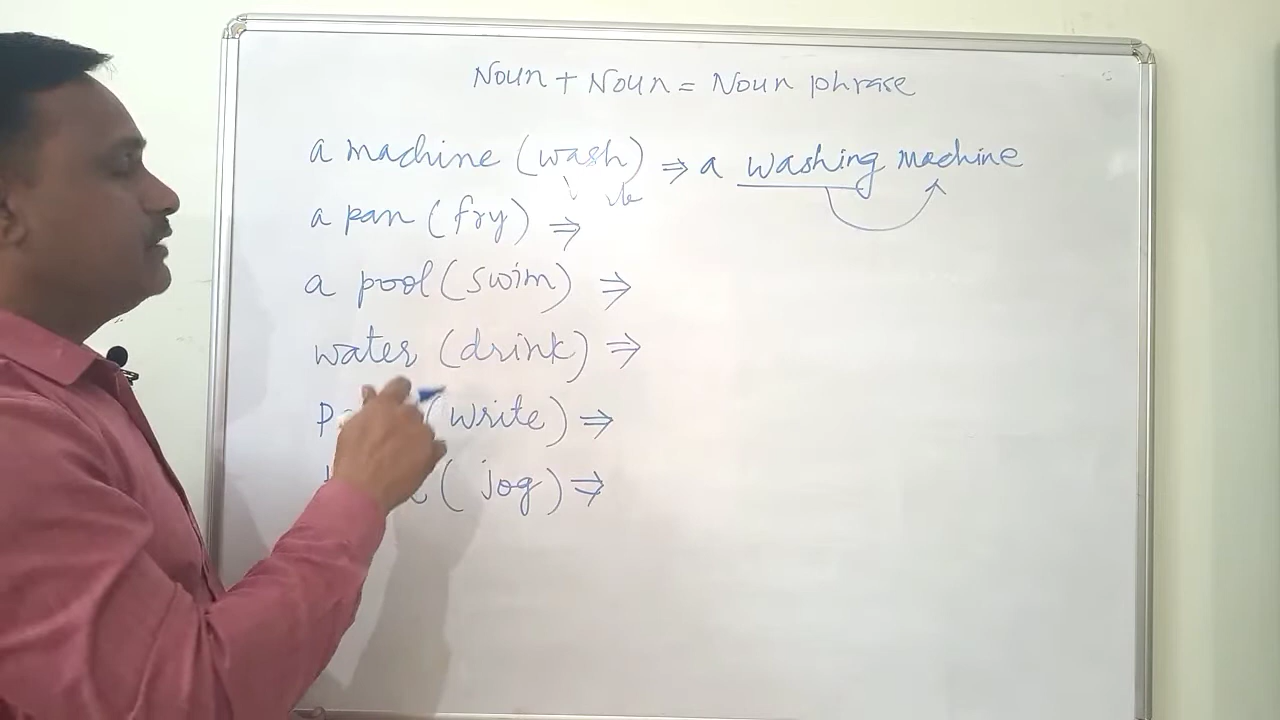 Noun + Noun = Noun phrase
a machine (wash) ⇒ a washing machine
a pan (fry) ⇒
a pool (swim) ⇒
water (drink) ⇒
(write) ⇒
(jog) ⇒